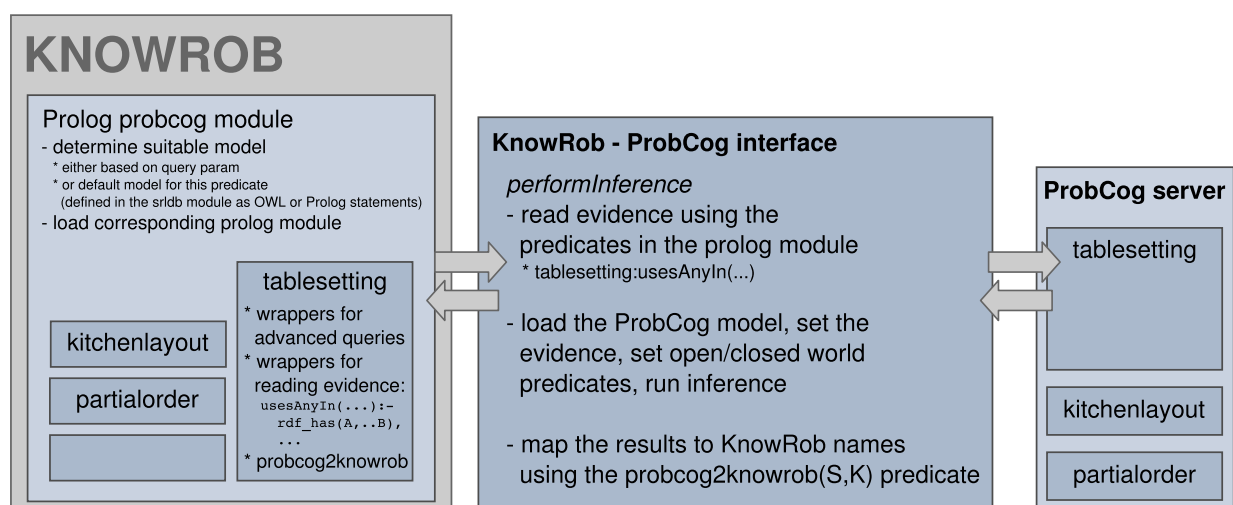 KNOWROB
Prolog probcog module
- determine suitable model
* either based on query param
* or default model for this predicate
(defined in the srldb module as OWL or Prolog statements)
- load corresponding prolog module
kitchenlayout
partialorder
tablesetting
* wrappers for
advanced queries
* wrappers for
reading evidence:
usesAnyIn(...):-
rdf_has(A,..B),
...
* probcog2knowrob
KnowRob - ProbCog interface
performInference
- read evidence using the
predicates in the prolog module
* tablesetting:usesAnyIn(...)
- load the ProbCog model, set the
evidence, set open/closed world
predicates, run inference
- map the results to KnowRob names
using the probcog2knowrob(S,K) predicate
ProbCog server
tablesetting
kitchenlayout
partialorder